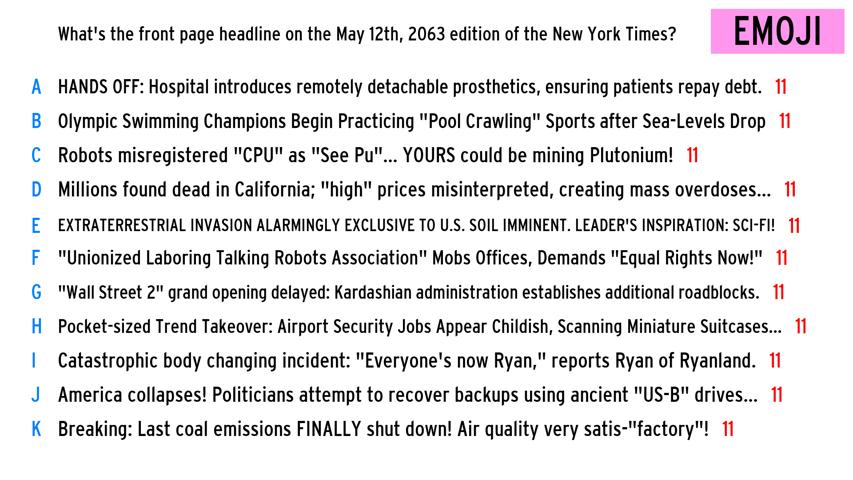 What's the front page headline on the May 12th, 2063 edition of the New York Times?
EMOJI
A HANDS OFF: Hospital introduces remotely detachable prosthetics, ensuring patients repay debt. 11
B Olympic Swimming Champions Begin Practicing "Pool Crawling" Sports after Sea-Levels Drop 11
C Robots misregistered "CPU" as "See Pu"... YOURS could be mining Plutonium! 11
D Millions found dead in California; "high" prices misinterpreted, creating mass overdoses... 11
E EXTRATERRESTRIAL INVASION ALARMINGLY EXCLUSIVE TO U.S. SOIL IMMINENT. LEADER'S INSPIRATION: SCI-FI! 11
F "Unionized Laboring Talking Robots Association" Mobs Offices, Demands "Equal Rights Now!" 11
G "Wall Street 2" grand opening delayed: Kardashian administration establishes additional roadblocks. 11
H Pocket-sized Trend Takeover: Airport Security Jobs Appear Childish, Scanning Miniature Suitcases... 11
I Catastrophic body changing incident: "Everyone's now Ryan," reports Ryan of Ryanland. 11
J America collapses! Politicians attempt to recover backups using ancient "US-B" drives... 11
K Breaking: Last coal emissions FINALLY shut down! Air quality very satis-"factory"! 11